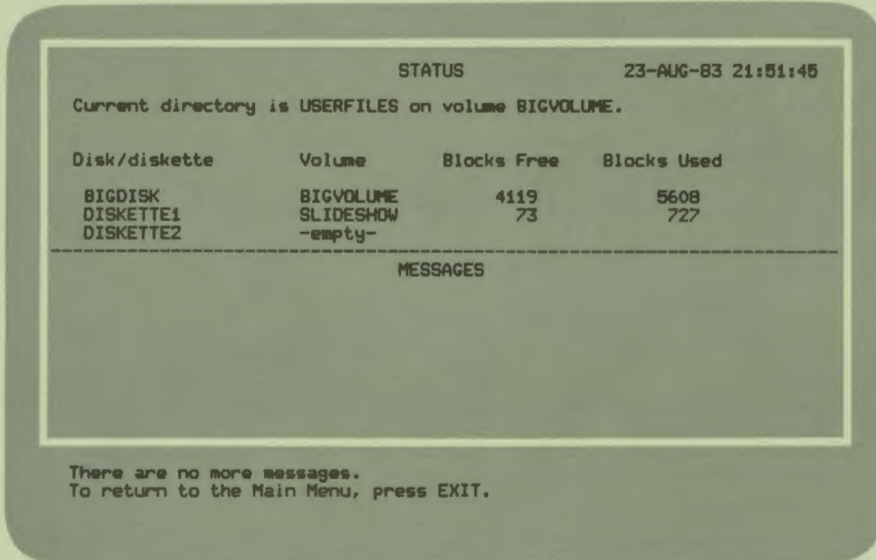 STATUS 23-AUG-83 21:51:45
Current directory is USERFILES on volume BIGVOLUME.
Disk/diskette Volume Blocks Free Blocks Used
BIGDISK BIGVOLUME 4119 5608
DISKETTE1 SLIDESHOW 73 727
DISKETTE2 -empty-
MESSAGES
There are no more messages.
To return to the Main Menu, press EXIT.